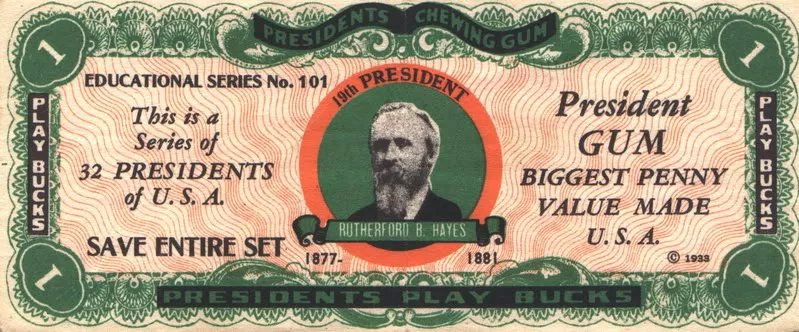 PRESIDENTS CHEWING GUM
1
1
EDUCATIONAL SERIES No. 101
This is a
Series of
32 PRESIDENTS
of U. S. A.
SAVE ENTIRE SET
19th PRESIDENT
RUTHERFORD B. HAYES
1877-
1881
President
GUM
BIGGEST PENNY
VALUE MADE
U. S. A.
© 1933
PLAY BUCKS
PLAY BUCKS
1
1
PRESIDENTS PLAY BUCKS